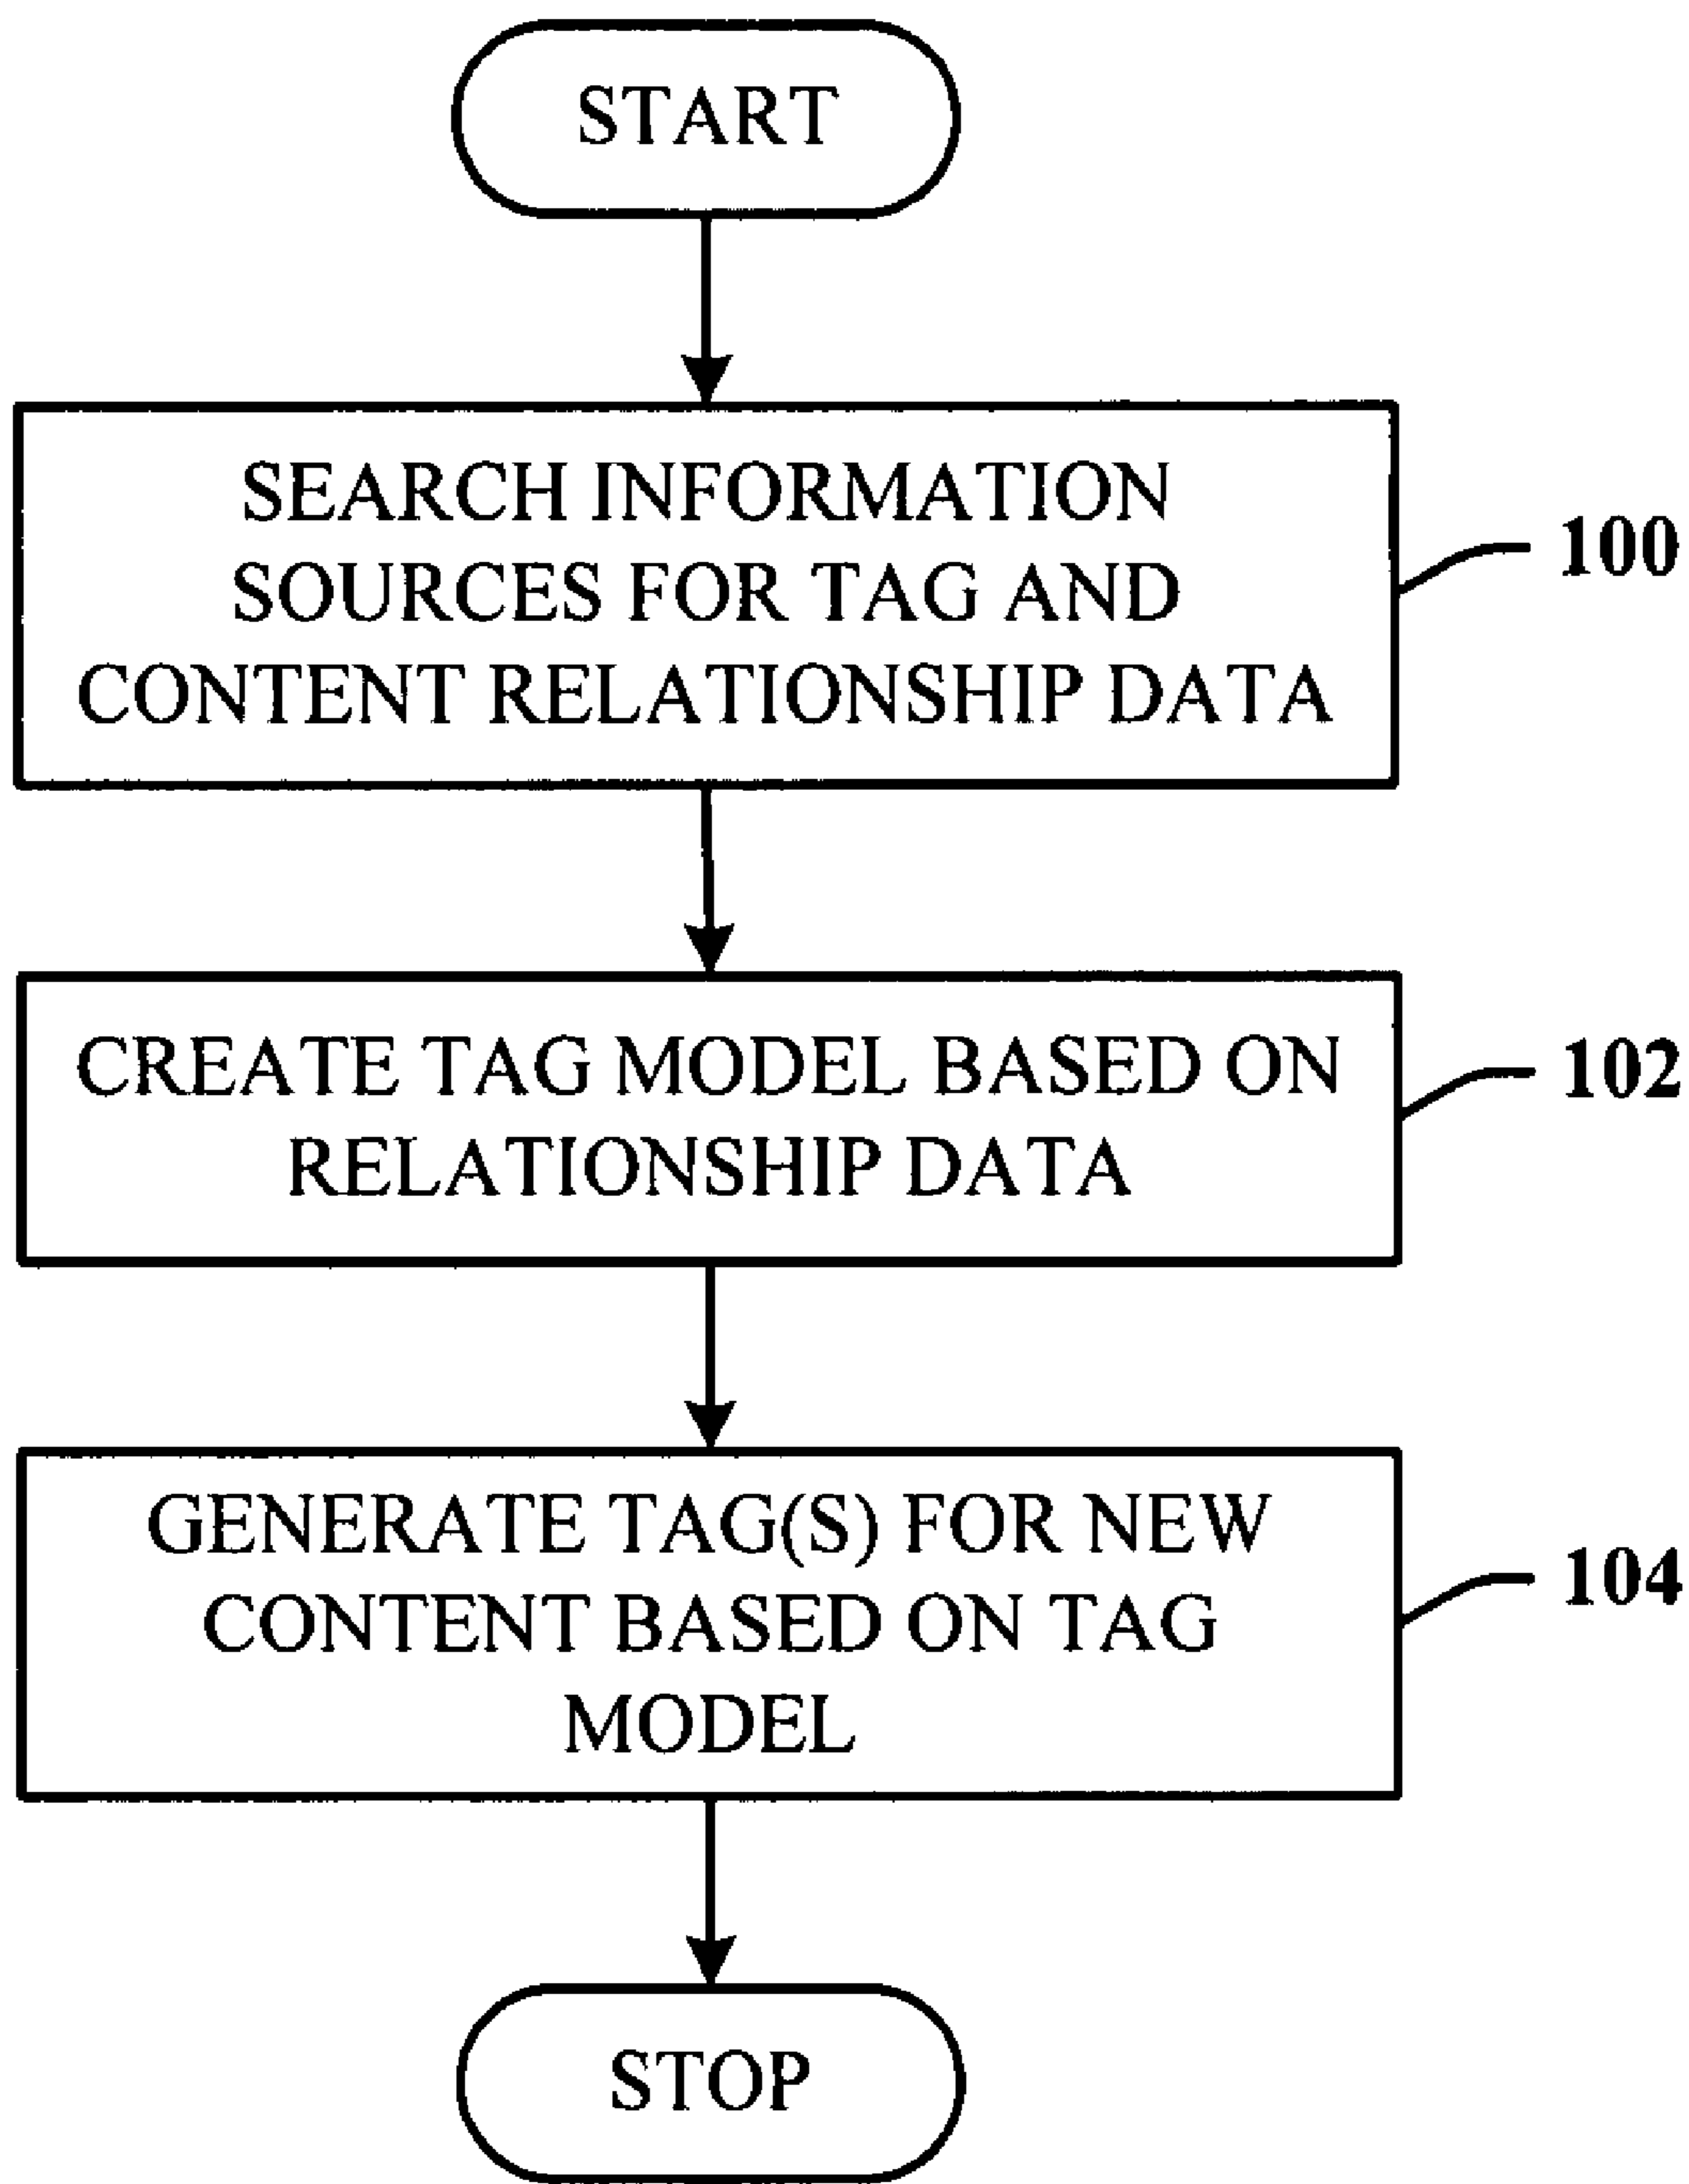 START
SEARCH INFORMATION
SOURCES FOR TAG AND
CONTENT RELATIONSHIP DATA
100
CREATE TAG MODEL BASED ON
RELATIONSHIP DATA
102
GENERATE TAG(S) FOR NEW
CONTENT BASED ON TAG
MODEL
104
STOP